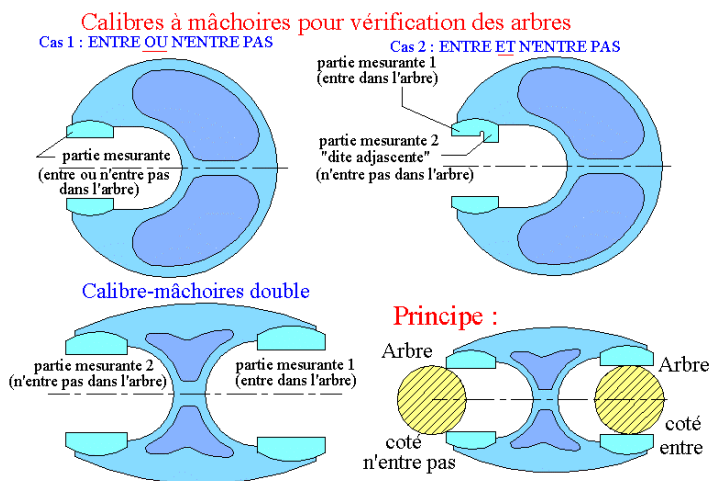 Calibres à mâchoires pour vérification des arbres
Cas 1 : ENTRE OU N'ENTRE PAS
partie mesurante
(entre ou n'entre pas
dans l'arbre)
Cas 2 : ENTRE ET N'ENTRE PAS
partie mesurante 1
(entre dans l'arbre)
partie mesurante 2
"dite adjascente"
(n'entre pas dans l'arbre)
Calibre-mâchoires double
partie mesurante 2
(n'entre pas dans l'arbre)
partie mesurante 1
(entre dans l'arbre)
Principe :
Arbre
Arbre
coté
n'entre pas
coté
entre